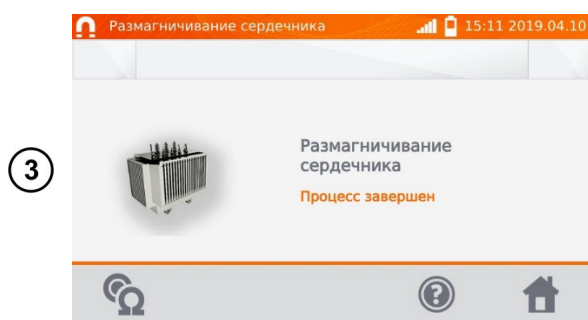 Размагничивание сердечника 15:11 2019.04.10
3
Размагничивание
сердечника
Процесс завершен